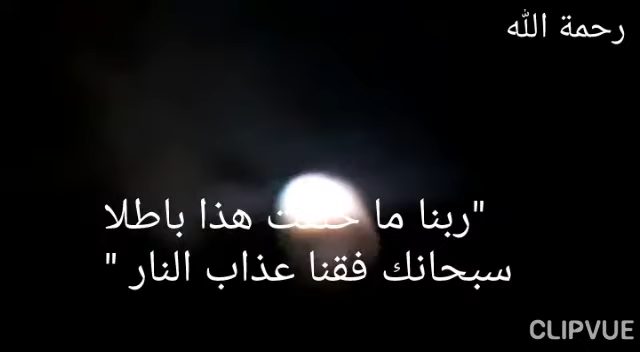 رحمة الله
"ربنا ما هذا باطلا
سبحانك فقنا عذاب النار "
CLIPVUE